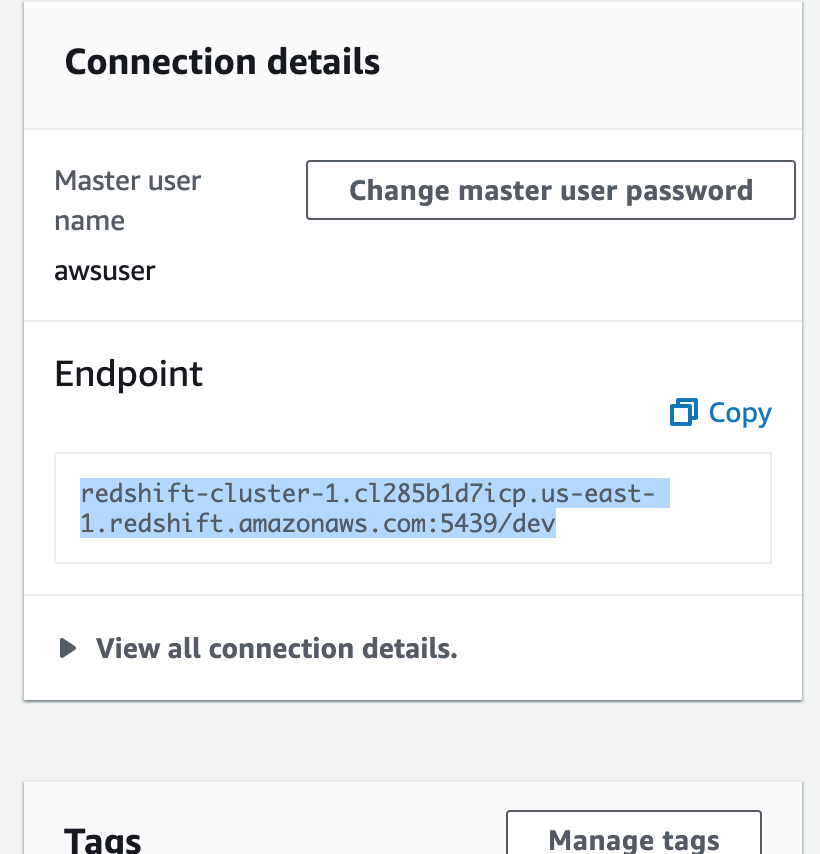 Connection details
Master user
name
Change master user password
awsuser
Endpoint
Copy
redshift-cluster-1.cl285b1d7icp.us-east-
1.redshift.amazonaws.com:5439/dev
View all connection details.
Tags
Manage tags